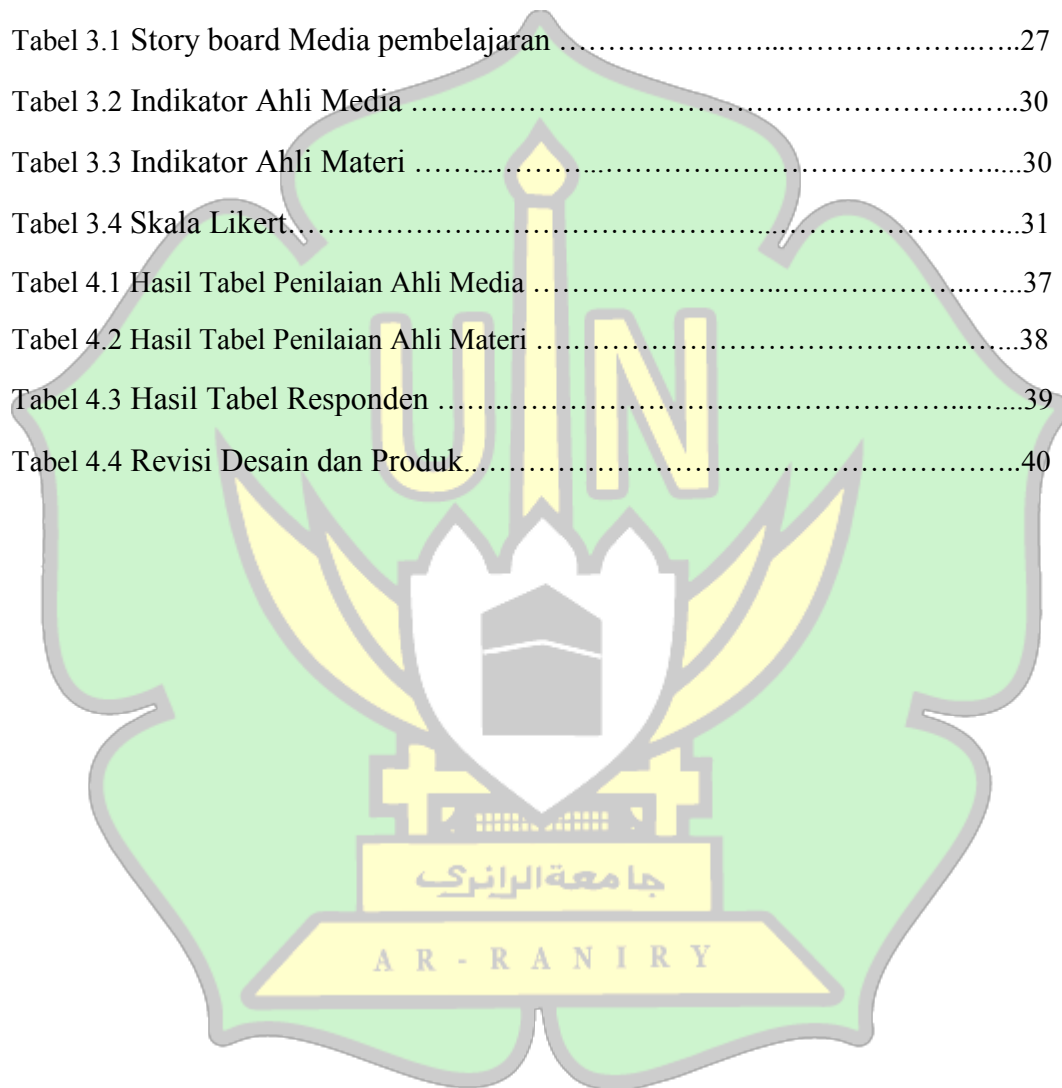 Tabel 3.1 Story board Media pembelajaran …………………...………………..…..27
Tabel 3.2 Indikator Ahli Media ……………...…………………………………..…..30
Tabel 3.3 Indikator Ahli Materi ……...………...………………………………….....30
Tabel 3.4 Skala Likert………………………………………...………………..…...31
Tabel 4.1 Hasil Tabel Penilaian Ahli Media ……………………...………………..…...37
Tabel 4.2 Hasil Tabel Penilaian Ahli Materi ……………………………………..…...38
Tabel 4.3 Hasil Tabel Responden …….....……………………………………..…....39
Tabel 4.4 Revisi Desain dan Produk..……………………………………………..40
UIN
جامعة الرانري
AR-RANIRY